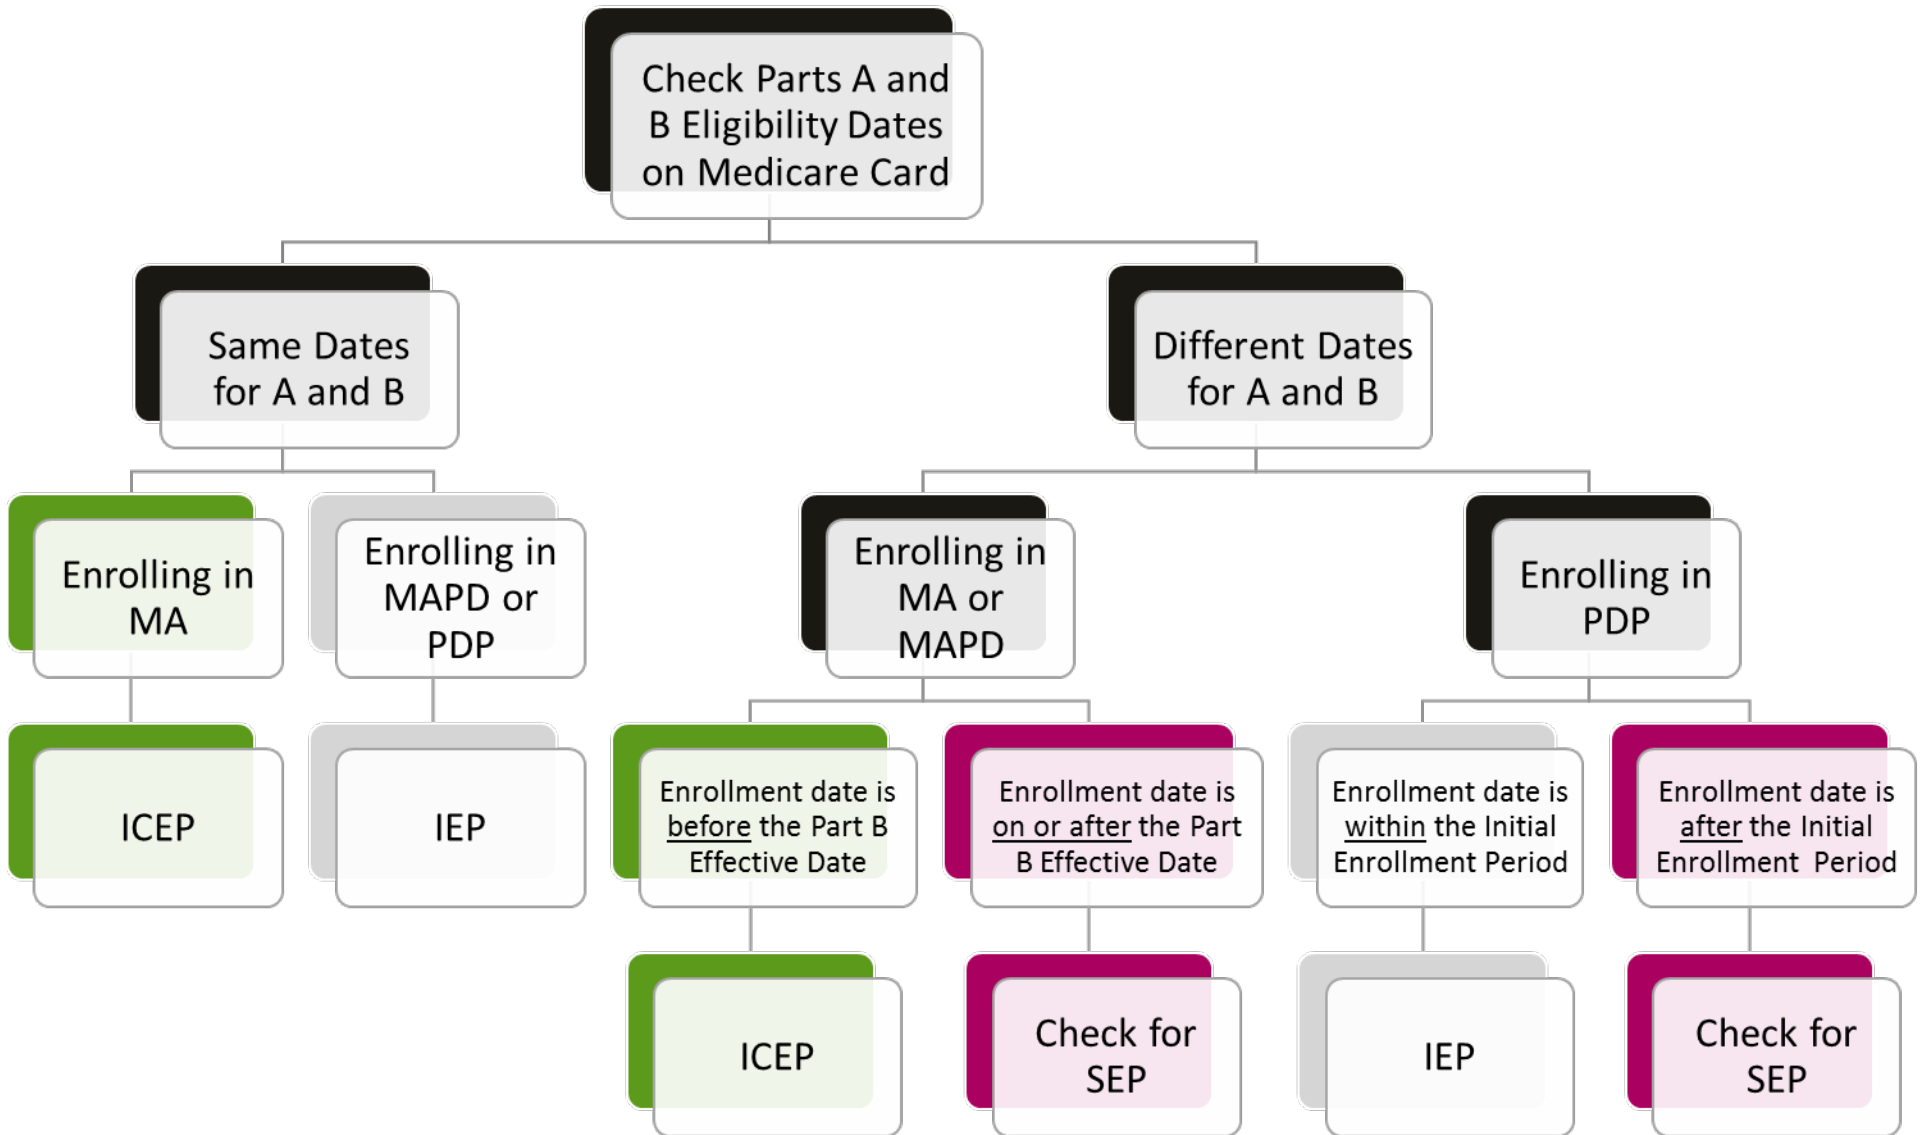 Check Parts A and
B Eligibility Dates
on Medicare Card
Same Dates
for A and B
Different Dates
for A and B
Enrolling in
MA
Enrolling in
MAPD or
PDP
Enrolling in
MA or
MAPD
Enrolling in
PDP
ICEP
IEP
Enrollment date is
before the Part B
Effective Date
Enrollment date is
on or after the Part
B Effective Date
Enrollment date is
within the Initial
Enrollment Period
Enrollment date is
after the Initial
Enrollment Period
ICEP
Check for
SEP
IEP
Check for
SEP